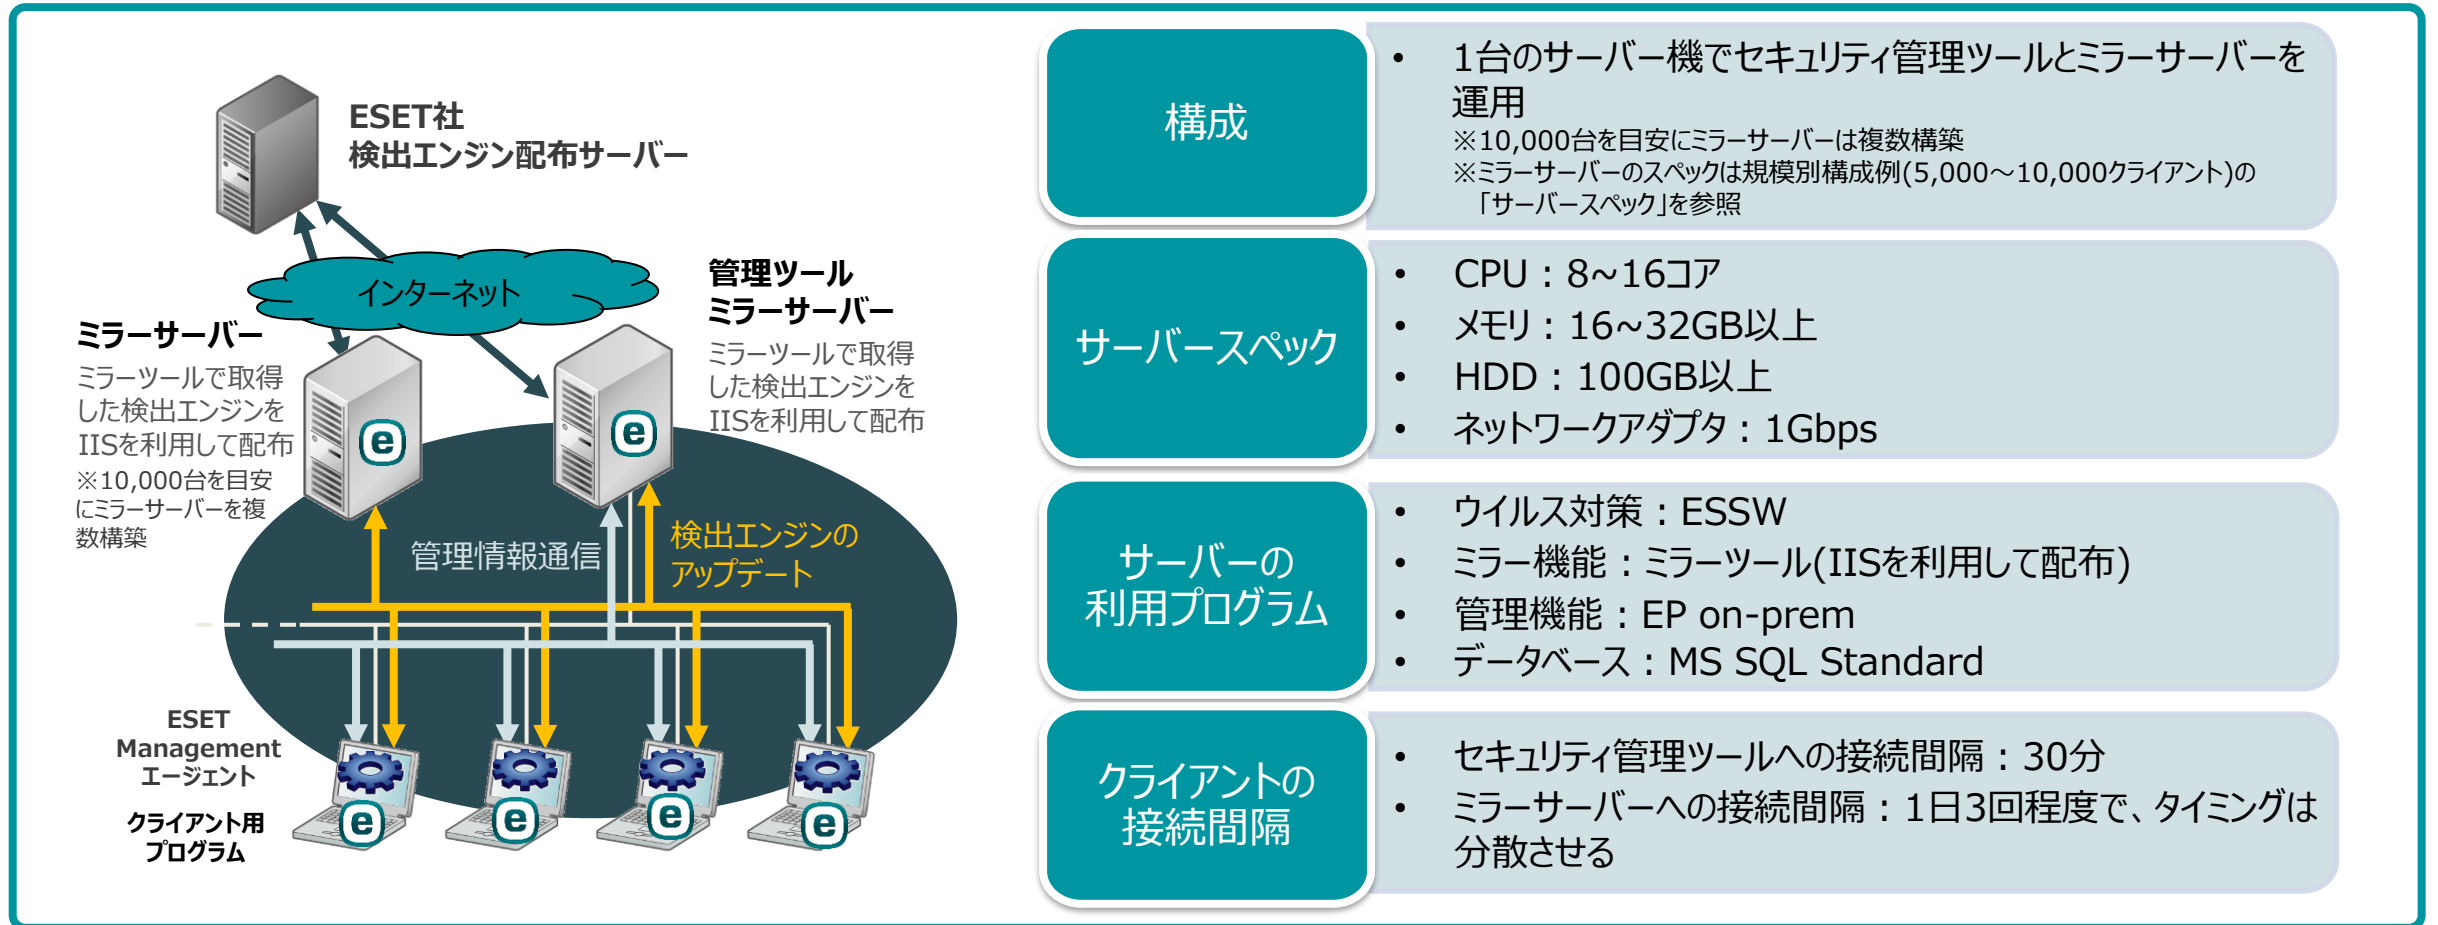 ESET社
検出エンジン配布サーバー
インターネット
管理ツール
ミラーサーバー
ミラーツールで取得
した検出エンジンを
IISを利用して配布
ミラーサーバー
ミラーツールで取得
した検出エンジンを
IISを利用して配布
※10,000台を目安
にミラーサーバーを複
数構築
管理情報通信
検出エンジンの
アップデート
ESET
Management
エージェント
クライアント用
プログラム
e
e
e
e
e
e
構成
• 1台のサーバー機でセキュリティ管理ツールとミラーサーバーを
運用
※10,000台を目安にミラーサーバーは複数構築
※ミラーサーバーのスペックは規模別構成例(5,000～10,000クライアント)の
「サーバースペック」を参照
サーバースペック
• CPU：8~16コア
• メモリ：16~32GB以上
• HDD：100GB以上
• ネットワークアダプタ：1Gbps
サーバーの
利用プログラム
• ウイルス対策：ESSW
• ミラー機能：ミラーツール(IISを利用して配布)
• 管理機能：EP on-prem
• データベース：MS SQL Standard
クライアントの
接続間隔
• セキュリティ管理ツールへの接続間隔：30分
• ミラーサーバーへの接続間隔：1日3回程度で、タイミングは
分散させる